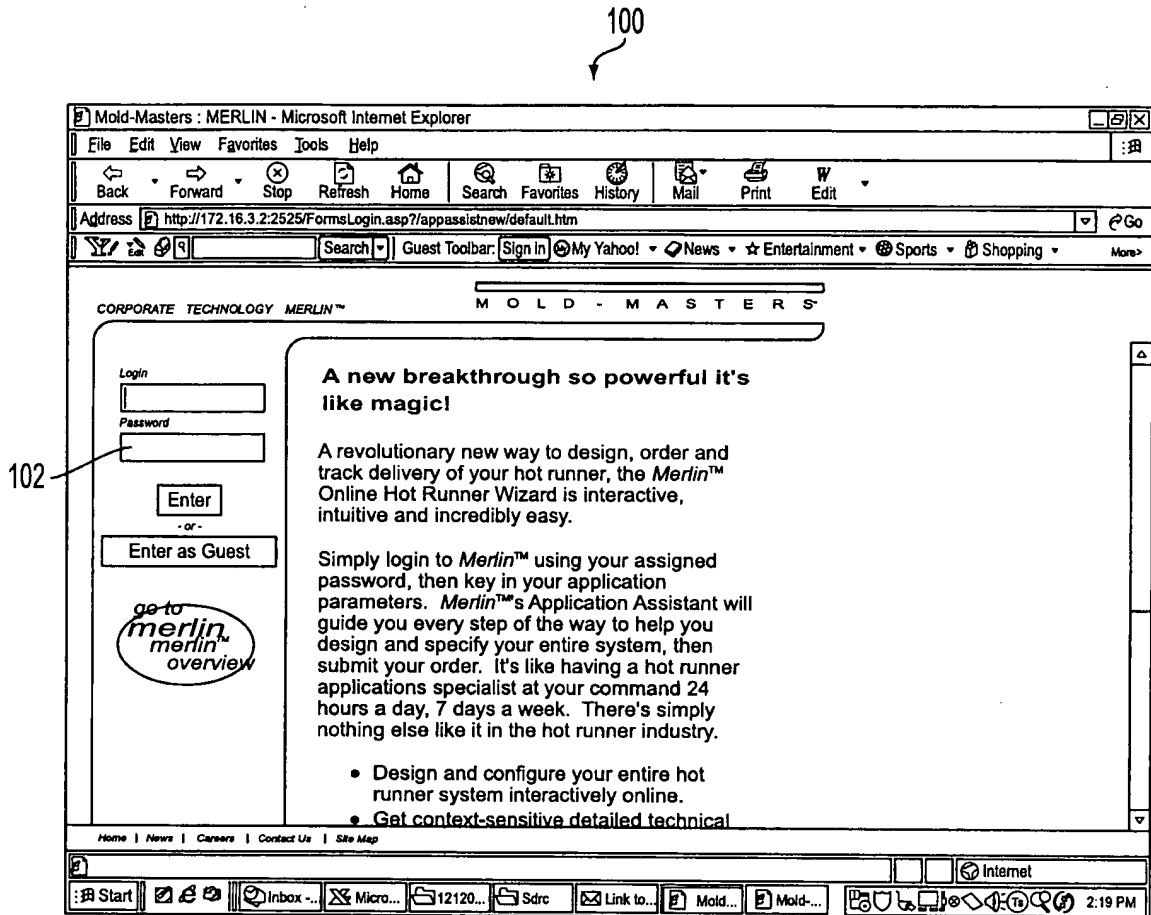 100
Mold-Masters : MERLIN - Microsoft Internet Explorer
File Edit View Favorites Tools Help
Back Forward Stop Refresh Home Search Favorites History Mail Print Edit
Address http://172.16.3.2:2525/FormsLogin.asp?/appassistnew/default.htm Go
Y! Edit Search Guest Toolbar: Sign In My Yahoo! News Entertainment Sports Shopping More>
MOLD-MASTERS
CORPORATE TECHNOLOGY MERLIN™
Login
Password
102
Enter
- or -
Enter as Guest
go to
merlin
merlin™
overview
A new breakthrough so powerful it's
like magic!
A revolutionary new way to design, order and
track delivery of your hot runner, the Merlin™
Online Hot Runner Wizard is interactive,
intuitive and incredibly easy.
Simply login to Merlin™ using your assigned
password, then key in your application
parameters. Merlin™'s Application Assistant will
guide you every step of the way to help you
design and specify your entire system, then
submit your order. It's like having a hot runner
applications specialist at your command 24
hours a day, 7 days a week. There's simply
nothing else like it in the hot runner industry.
• Design and configure your entire hot
runner system interactively online.
• Get context-sensitive detailed technical
Home | News | Careers | Contact Us | Site Map
Internet
Start Inbox -... Micro... 12120... Sdrc Link to... Mold... Mold-... 2:19 PM